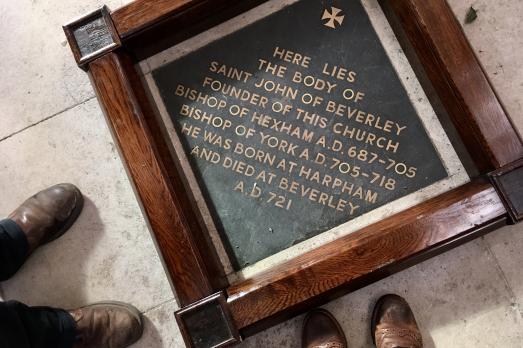 HERE LIES
THE BODY OF
SAINT JOHN OF BEVERLEY
FOUNDER OF THIS CHURCH
BISHOP OF HEXHAM A.D. 687-705
BISHOP OF YORK A.D. 705-718
HE WAS BORN AT HARPHAM
AND DIED AT BEVERLEY
A.D. 721